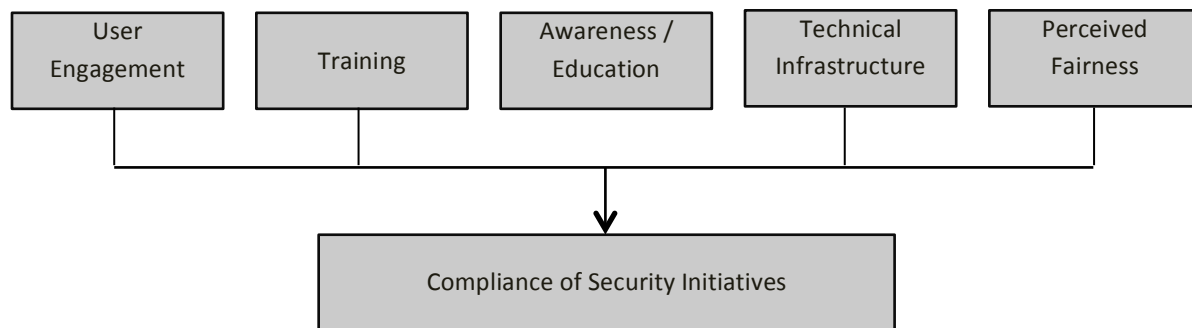 User
Engagement
Training
Awareness /
Education
Technical
Infrastructure
Perceived
Fairness
Compliance of Security Initiatives